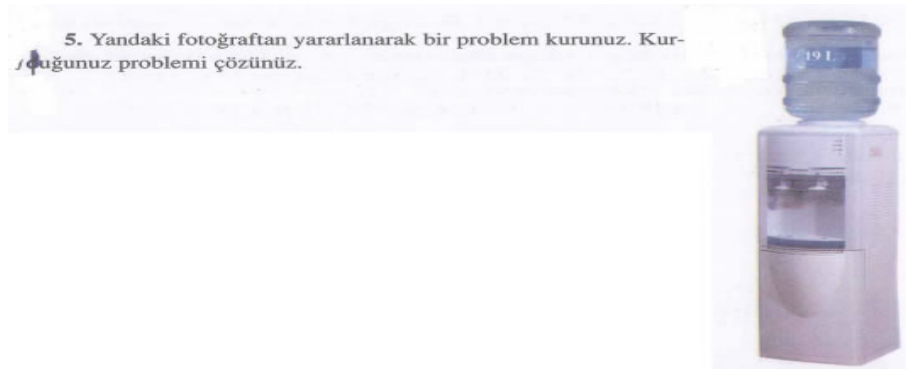 5. Yandaki fotoğraftan yararlanarak bir problem kurunuz. Kur-
duğunuz problemi çözünüz.
19 L